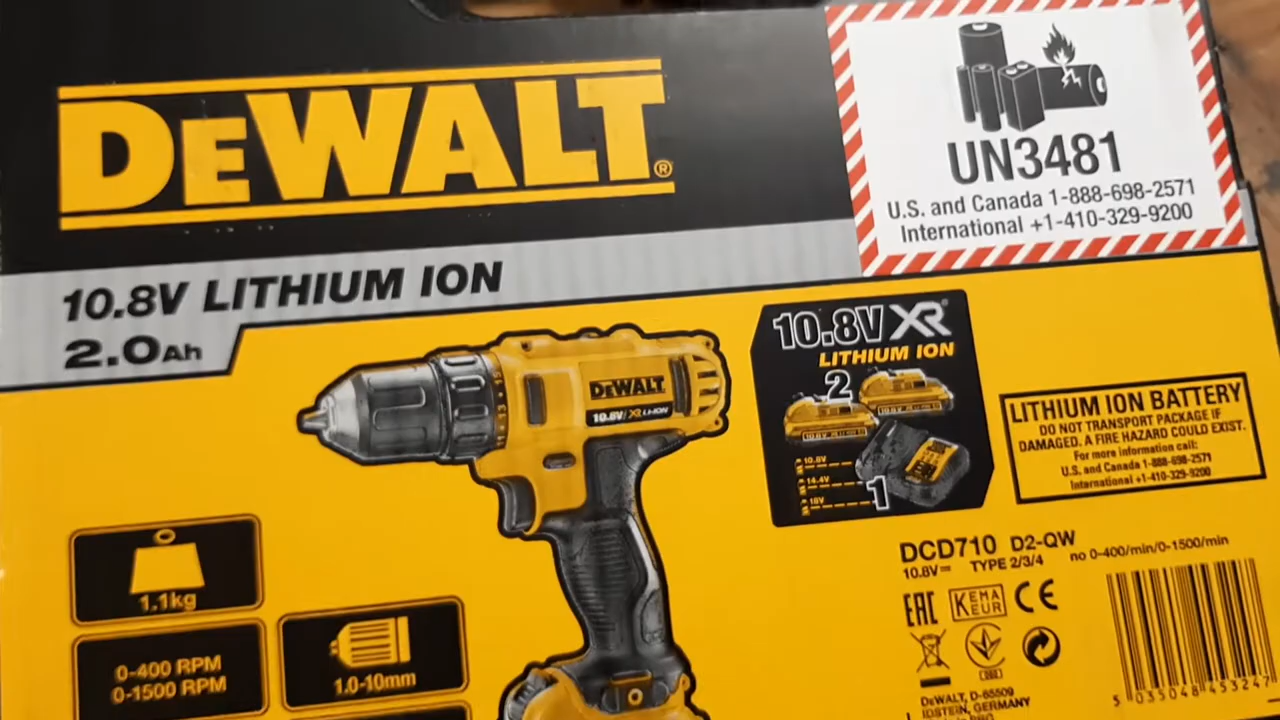 DEWALT®
10.8V LITHIUM ION
2.0Ah
UN3481
U.S. and Canada 1-888-698-2571
International +1-410-329-9200
10.8V XR
LITHIUM ION
2
10.8V
14.4V
18V
1
DEWALT
10.8V XR LI-ION
13 • 15
LITHIUM ION BATTERY
DO NOT TRANSPORT PACKAGE IF
DAMAGED. A FIRE HAZARD COULD EXIST.
For more information call:
U.S. and Canada 1-888-698-2571
International +1-410-329-9200
DCD710 D2-QW
10.8V TYPE 2/3/4 no 0-400/min/0-1500/min
EAC KEMA EUR CE
1.1kg
0-400 RPM
0-1500 RPM
1.0-10mm
DEWALT, D-65509
IDSTEIN, GERMANY
5 035048 453247